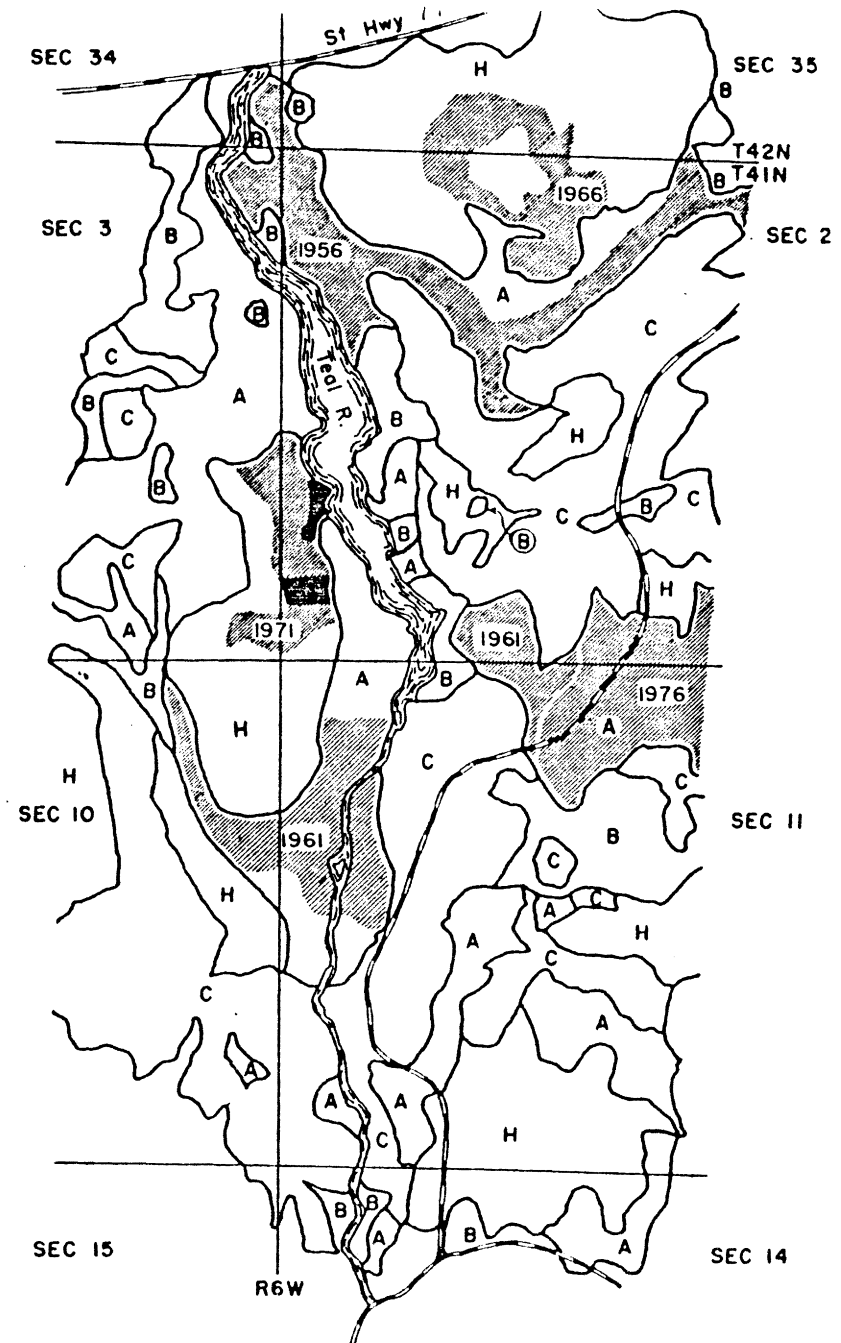 St Hwy
SEC 34
H
SEC 35
B
B
B
T42N
T41N
B
1966
SEC 3
B
B
1956
SEC 2
A
B
C
C
Teal R.
A
B
C
B
H
A
H
B
C
B
C
B
B
C
A
H
A
1971
1961
A
B
B
1976
H
A
C
H
C
SEC 10
1961
B
SEC 11
C
H
A
C
A
H
C
C
A
A
A
A
C
H
B
B
A
B
A
SEC 15
SEC 14
R6W